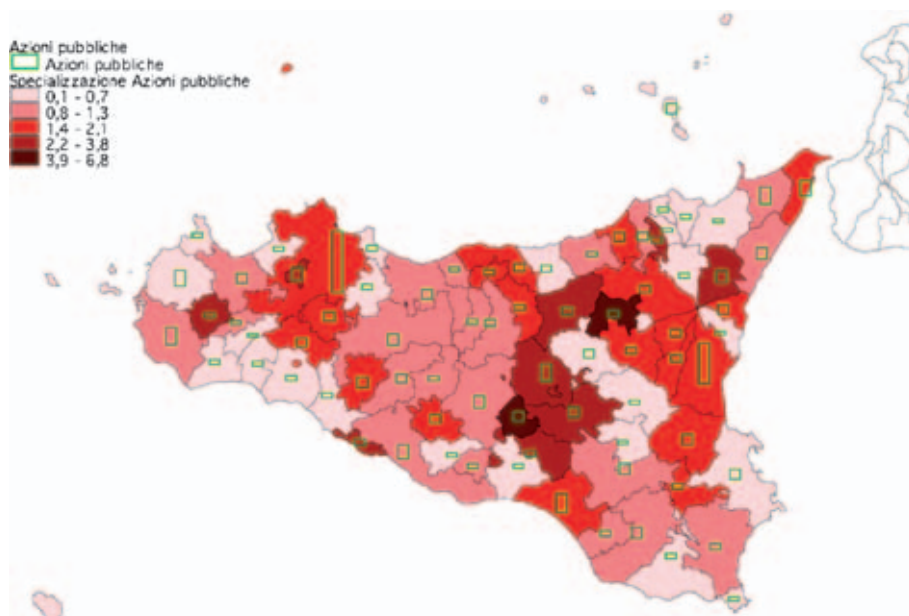 Azioni pubbliche
Azioni pubbliche
Specializzazione Azioni pubbliche
0,1 - 0,7
0,8 - 1,3
1,4 - 2,1
2,2 - 3,8
3,9 - 6,8